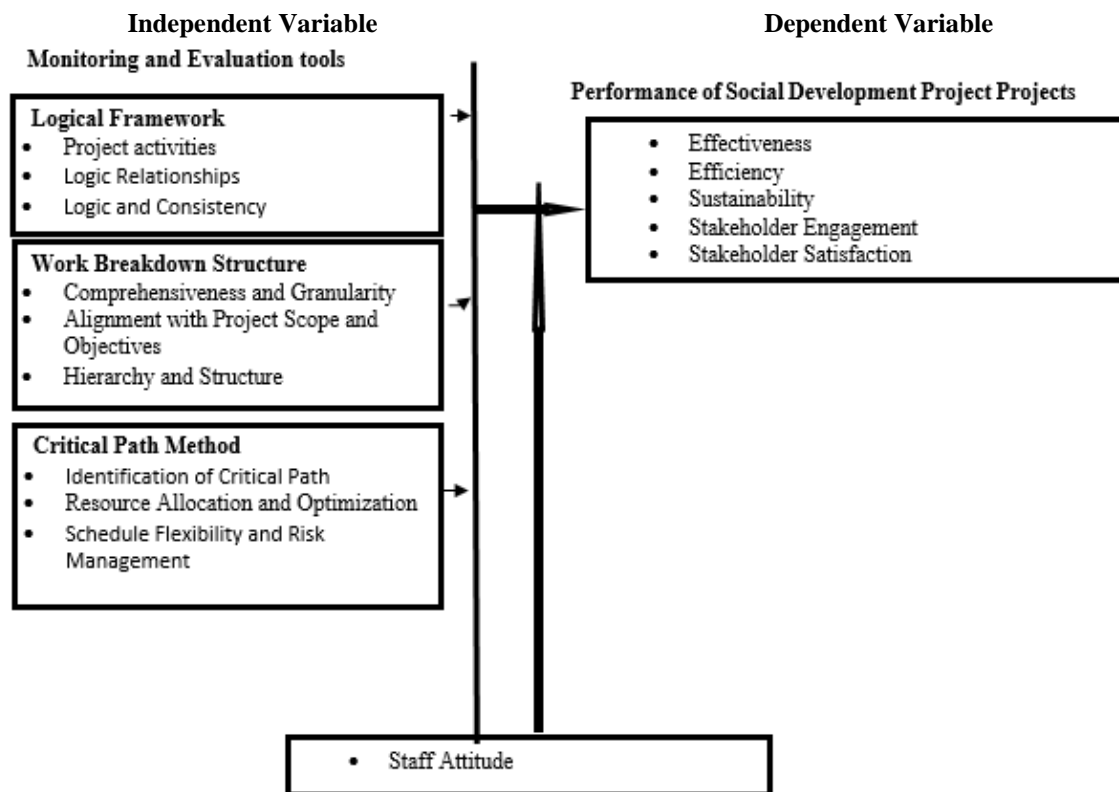 Independent Variable
Dependent Variable
Monitoring and Evaluation tools
Performance of Social Development Project Projects
Logical Framework
• Project activities
• Logic Relationships
• Logic and Consistency
Work Breakdown Structure
• Comprehensiveness and Granularity
• Alignment with Project Scope and
Objectives
• Hierarchy and Structure
Critical Path Method
• Identification of Critical Path
• Resource Allocation and Optimization
• Schedule Flexibility and Risk
Management
• Effectiveness
• Efficiency
• Sustainability
• Stakeholder Engagement
• Stakeholder Satisfaction
• Staff Attitude